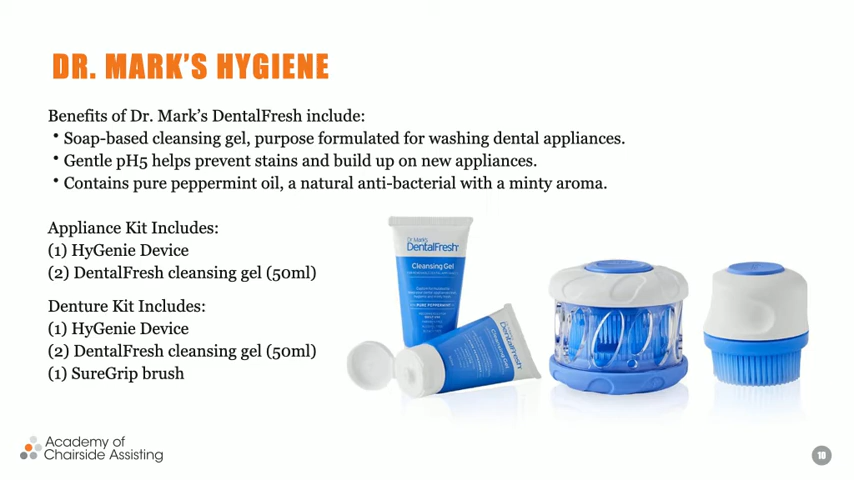 DR. MARK'S HYGIENE
Benefits of Dr. Mark's DentalFresh include:
• Soap-based cleansing gel, purpose formulated for washing dental appliances.
• Gentle pH5 helps prevent stains and build up on new appliances.
• Contains pure peppermint oil, a natural anti-bacterial with a minty aroma.
Appliance Kit Includes:
(1) HyGenie Device
(2) DentalFresh cleansing gel (50ml)
Denture Kit Includes:
(1) HyGenie Device
(2) DentalFresh cleansing gel (50ml)
(1) SureGrip brush
Dr. Mark's
DentalFresh
Cleansing Gel
PURE PEPPERMINT
DentalFresh
Cleansing Gel
Academy of
Chairside Assisting
10